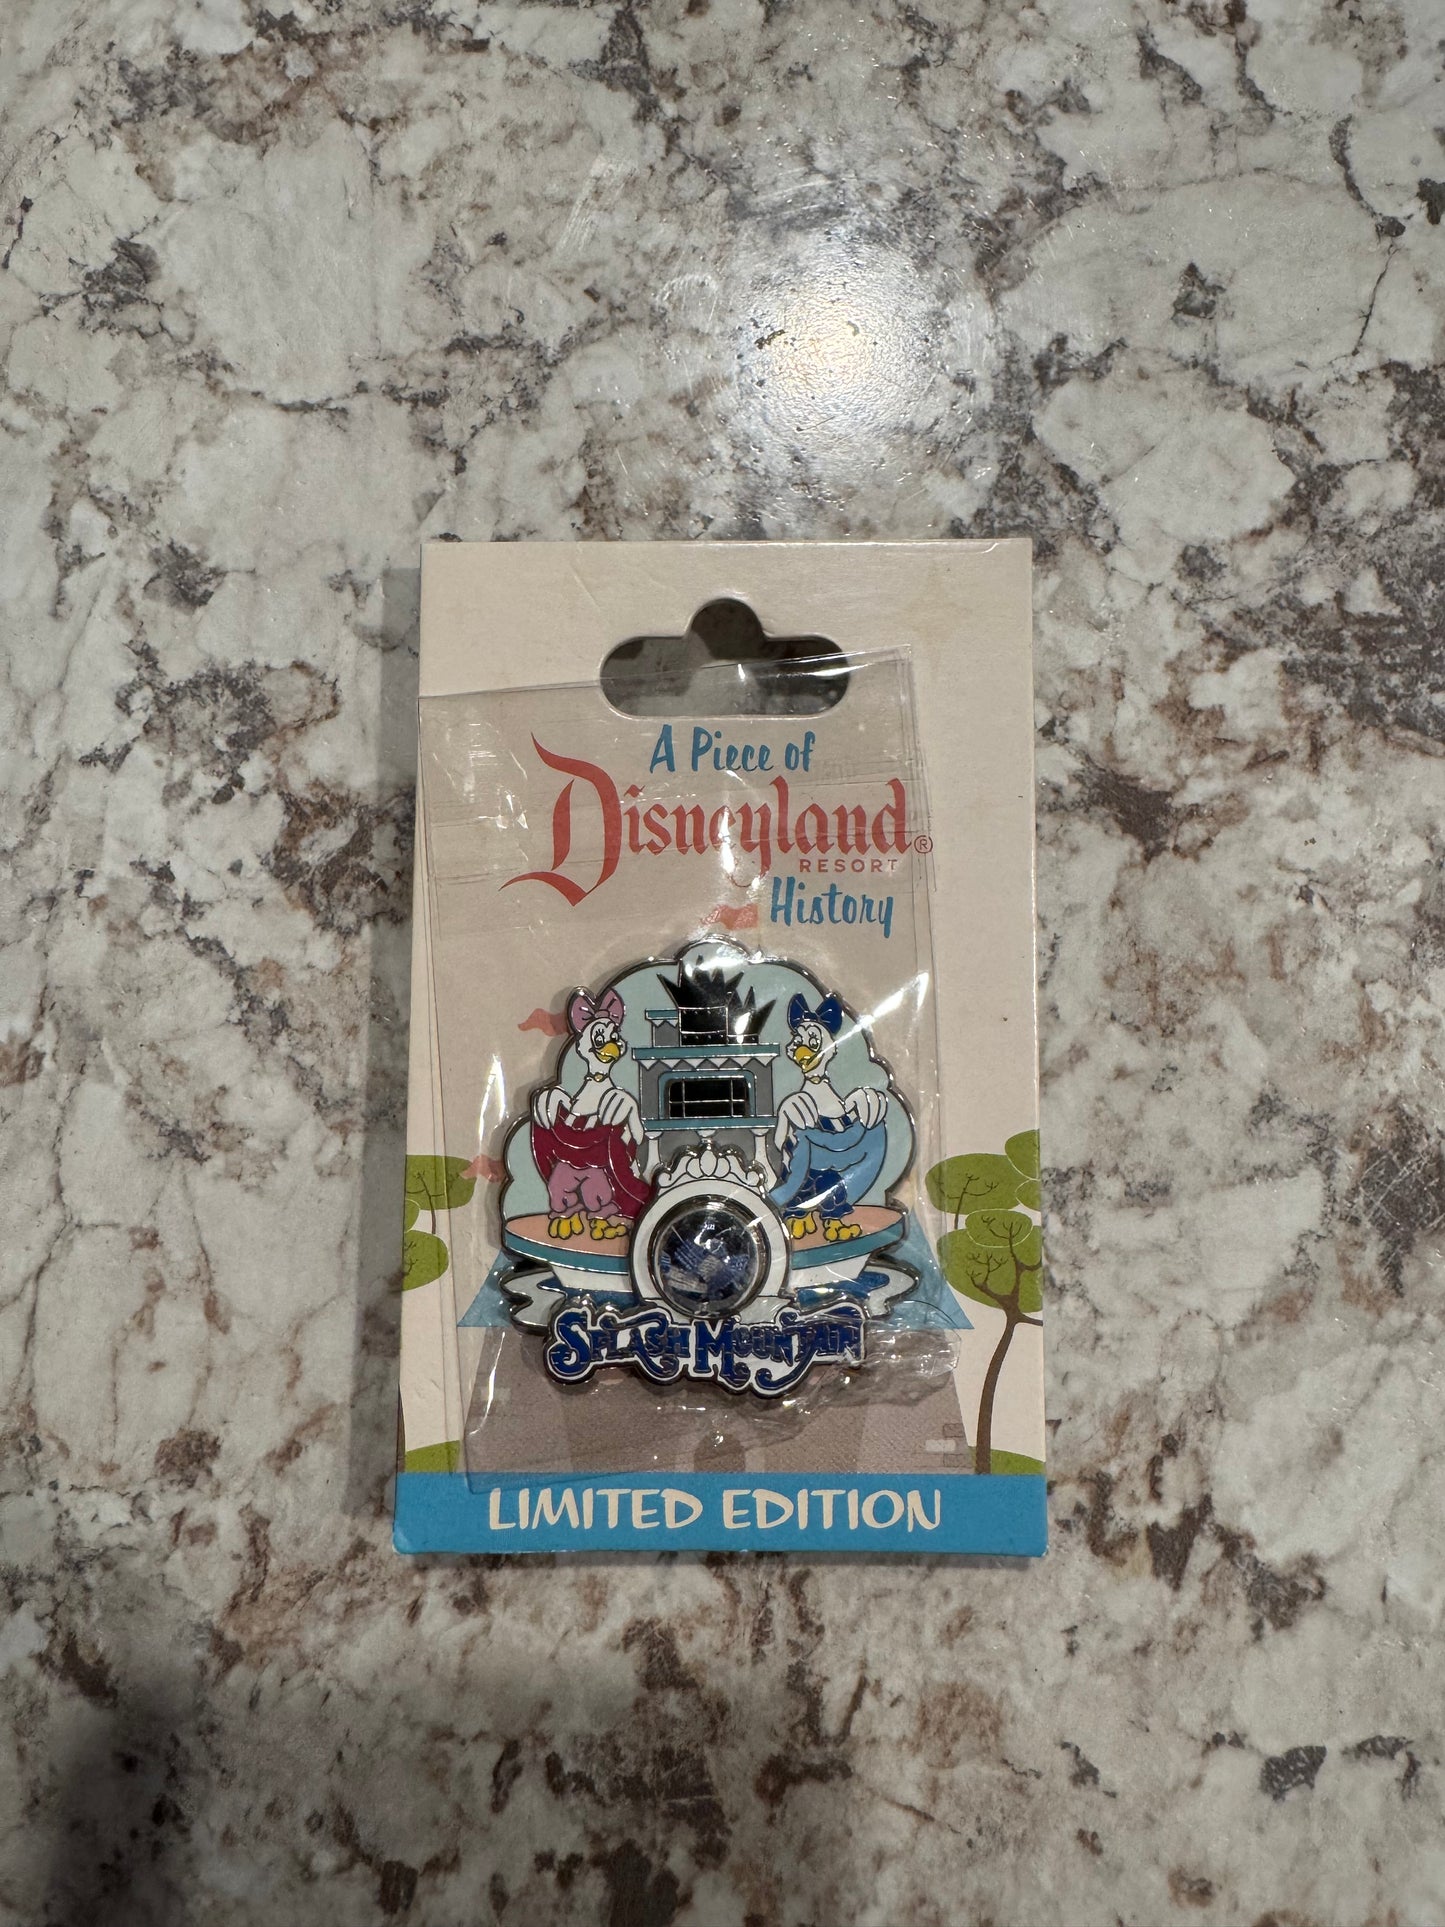 A Piece of
Disneyland®
RESORT
History
SPLASH MOUNTAIN
LIMITED EDITION